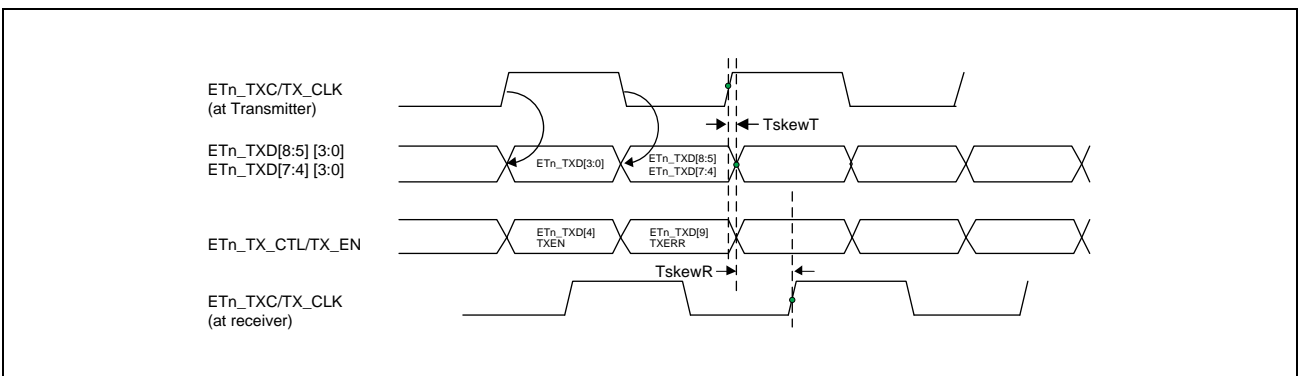 ETn_TXC/TX_CLK
(at Transmitter)
TskewT
ETn_TXD[8:5] [3:0]
ETn_TXD[7:4] [3:0]
ETn_TXD[3:0]
ETn_TXD[8:5]
ETn_TXD[7:4]
ETn_TX_CTL/TX_EN
ETn_TXD[4]
TXEN
ETn_TXD[9]
TXERR
TskewR
ETn_TXC/TX_CLK
(at receiver)